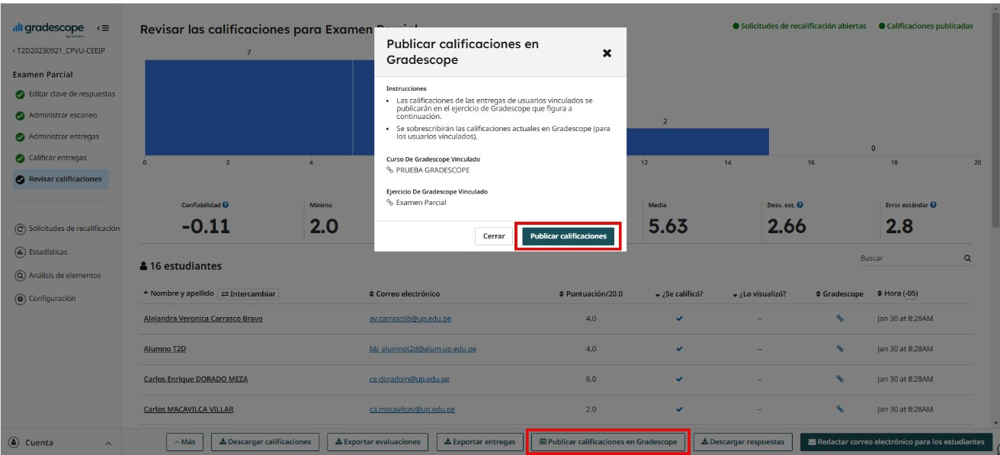 gradescope
by Turnitin
< T2D20230921_CPVU-CEEIP
Examen Parcial
Editar clave de respuestas
Administrar escaneo
Administrar entregas
Calificar entregas
Revisar calificaciones
Solicitudes de recalificación
Estadísticas
Análisis de elementos
Configuración
Cuenta
Revisar las calificaciones para Examen Parcial
Solicitudes de recalificación abiertas
Calificaciones publicadas
7
2
0
0 2 4 12 14 16 18 20
Publicar calificaciones en
Gradescope
Instrucciones
• Las calificaciones de las entregas de usuarios vinculados se
publicarán en el ejercicio de Gradescope que figura a
continuación.
• Se sobrescribirán las calificaciones actuales en Gradescope (para
los usuarios vinculados).
Curso De Gradescope Vinculado
PRUEBA GRADESCOPE
Ejercicio De Gradescope Vinculado
Examen Parcial
Cerrar
Publicar calificaciones
Confiabilidad Mínimo Media Desv. est. Error estándar
-0.11 2.0 5.63 2.66 2.8
16 estudiantes
Buscar
Nombre y apellido Intercambiar Correo electrónico Puntuación/20.0 ¿Se calificó? ¿Lo visualizó? Gradescope Hora (-05)
Alejandra Veronica Carrasco Bravo av.carrascob@up.edu.pe 4.0 -- Jan 30 at 8:28AM
Alumno T2D bb_alumnot2d@alum.up.edu.pe 4.0 -- Jan 30 at 8:28AM
Carlos Enrique DORADO MEZA ce.doradom@up.edu.pe 6.0 -- Jan 30 at 8:28AM
Carlos MACAVILCA VILLAR ca.macavilcav@up.edu.pe 2.0 -- Jan 30 at 8:28AM
Más
Descargar calificaciones
Exportar evaluaciones
Exportar entregas
Publicar calificaciones en Gradescope
Descargar respuestas
Redactar correo electrónico para los estudiantes